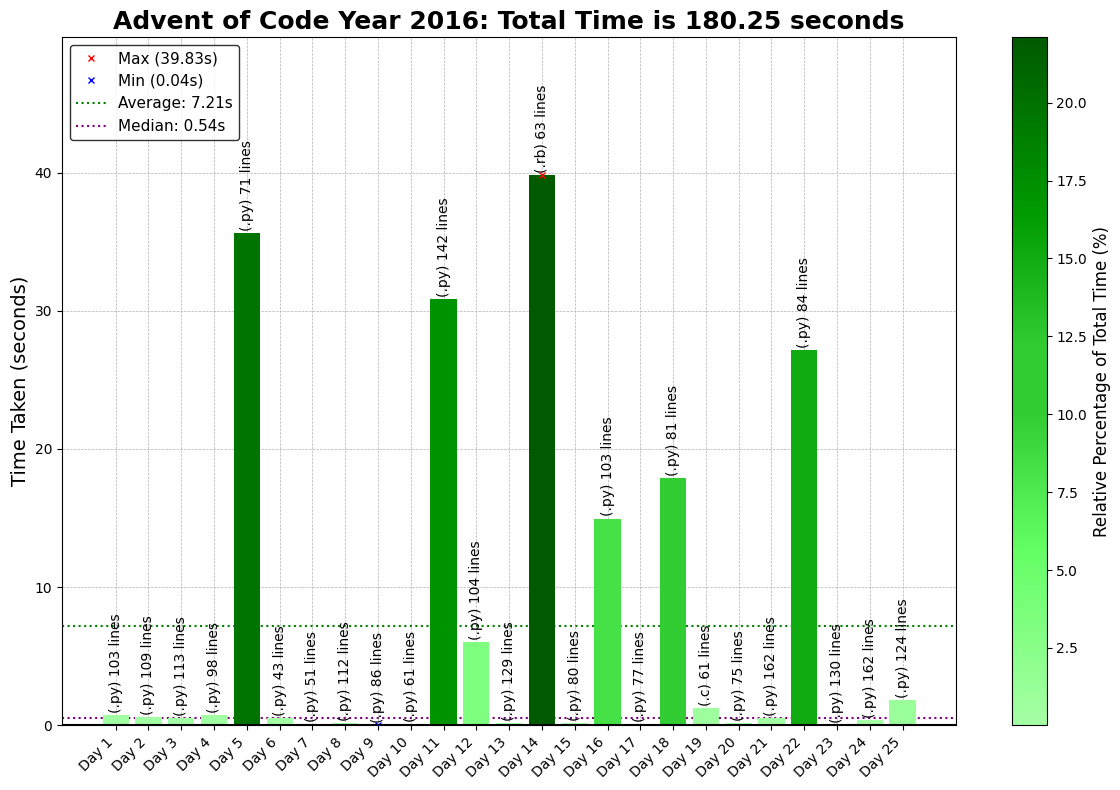 Advent of Code Year 2016: Total Time is 180.25 seconds
Max (39.83s)
Min (0.04s)
Average: 7.21s
Median: 0.54s
Time Taken (seconds)
40
30
20
10
0
(.py) 103 lines
(.py) 109 lines
(.py) 113 lines
(.py) 98 lines
(.py) 71 lines
(.py) 43 lines
(.py) 51 lines
(.py) 112 lines
(.py) 86 lines
(.py) 61 lines
(.py) 142 lines
(.py) 104 lines
(.py) 129 lines
(.rb) 63 lines
(.py) 80 lines
(.py) 103 lines
(.py) 77 lines
(.py) 81 lines
(.c) 61 lines
(.py) 75 lines
(.py) 162 lines
(.py) 84 lines
(.py) 130 lines
(.py) 162 lines
(.py) 124 lines
Day 1
Day 2
Day 3
Day 4
Day 5
Day 6
Day 7
Day 8
Day 9
Day 10
Day 11
Day 12
Day 13
Day 14
Day 15
Day 16
Day 17
Day 18
Day 19
Day 20
Day 21
Day 22
Day 23
Day 24
Day 25
20.0
17.5
15.0
12.5
10.0
7.5
5.0
2.5
Relative Percentage of Total Time (%)